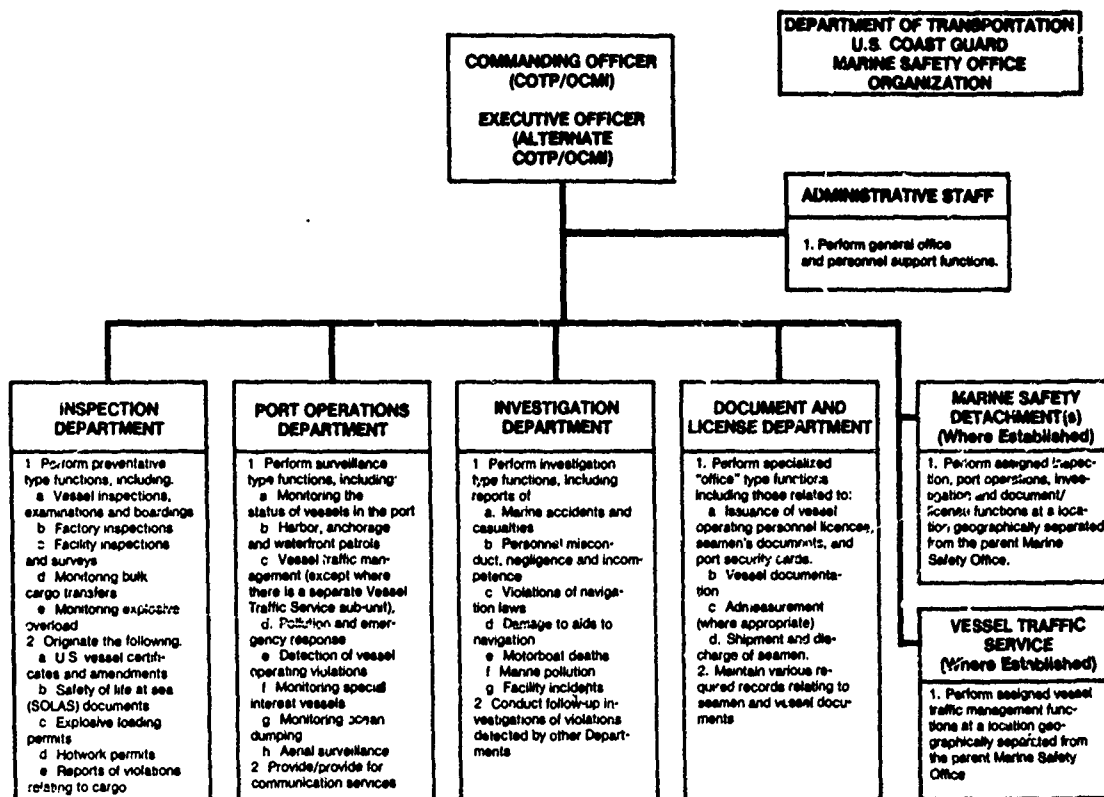 DEPARTMENT OF TRANSPORTATION
U.S. COAST GUARD
MARINE SAFETY OFFICE
ORGANIZATION
COMMANDING OFFICER
(COTP/OCMI)
EXECUTIVE OFFICER
(ALTERNATE
COTP/OCMI)
ADMINISTRATIVE STAFF
1. Perform general office
and personnel support functions.
INSPECTION
DEPARTMENT
1 Perform preventative
type functions, including.
a Vessel inspections,
examinations and boardings
b Factory inspections
c Facility inspections
and surveys
d Monitoring bulk
cargo transfers
e Monitoring explosive
overload
2 Originate the following.
a U.S. vessel certifi-
cates and amendments
b Safety of life at sea
(SOLAS) documents
c Explosive loading
permits
d Hotwork permits
e Reports of violations
relating to cargo
PORT OPERATIONS
DEPARTMENT
1 Perform surveillance
type functions, including:
a Monitoring the
status of vessels in the port
b Harbor, anchorage
and waterfront patrols
c Vessel traffic man-
agement (except where
there is a separate Vessel
Traffic Service sub-unit),
d. Pollution and emer-
gency response
e Detection of vessel
operating violations
f Monitoring special
interest vessels
g Monitoring ocean
dumping
h Aerial surveillance
2 Provide/provide for
communication services
INVESTIGATION
DEPARTMENT
1 Perform investigation
type functions, including
reports of
a. Marine accidents and
casualties
b Personnel miscon-
duct, negligence and incom-
petence
c Violations of naviga-
tion laws
d Damage to aids to
navigation
e Motorboat deaths
f Marine pollution
g Facility incidents
2 Conduct follow-up in-
vestigations of violations
detected by other Depart-
ments
DOCUMENT AND
LICENSE DEPARTMENT
1. Perform specialized
"office" type functions
including those related to:
a Issuance of vessel
operating personnel licences,
seamen's documents, and
port security cards.
b Vessel documenta-
tion
c Admeasurement
(where appropriate)
d. Shipment and dis-
charge of seamen.
2. Maintain various re-
quired records relating to
seamen and vessel docu-
ments
MARINE SAFETY
DETACHMENT(s)
(Where Established)
1. Perform assigned inspec-
tion, port operations, inves-
tigation and document/
license functions at a loca-
tion geographically separated
from the parent Marine
Safety Office.
VESSEL TRAFFIC
SERVICE
(Where Established)
1. Perform assigned vessel
traffic management func-
tions at a location geo-
graphically separated from
the parent Marine Safety
Office